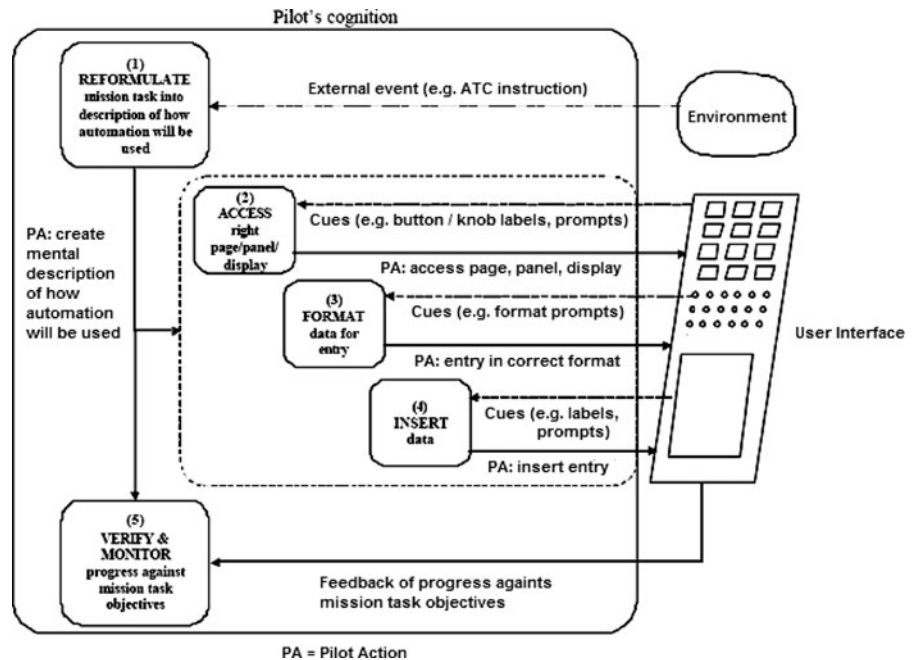 Pilot's cognition
(1)
REFORMULATE
mission task into
description of how
automation will be
used
External event (e.g. ATC instruction)
Environment
(2)
ACCESS
right
page/panel/
display
Cues (e.g. button / knob labels, prompts)
PA: access page, panel, display
PA: create
mental
description
of how
automation
will be used
(3)
FORMAT
data for
entry
Cues (e.g. format prompts)
PA: entry in correct format
User Interface
(4)
INSERT
data
Cues (e.g. labels,
prompts)
PA: insert entry
(5)
VERIFY &
MONITOR
progress against
mission task
objectives
Feedback of progress againts
mission task objectives
PA = Pilot Action